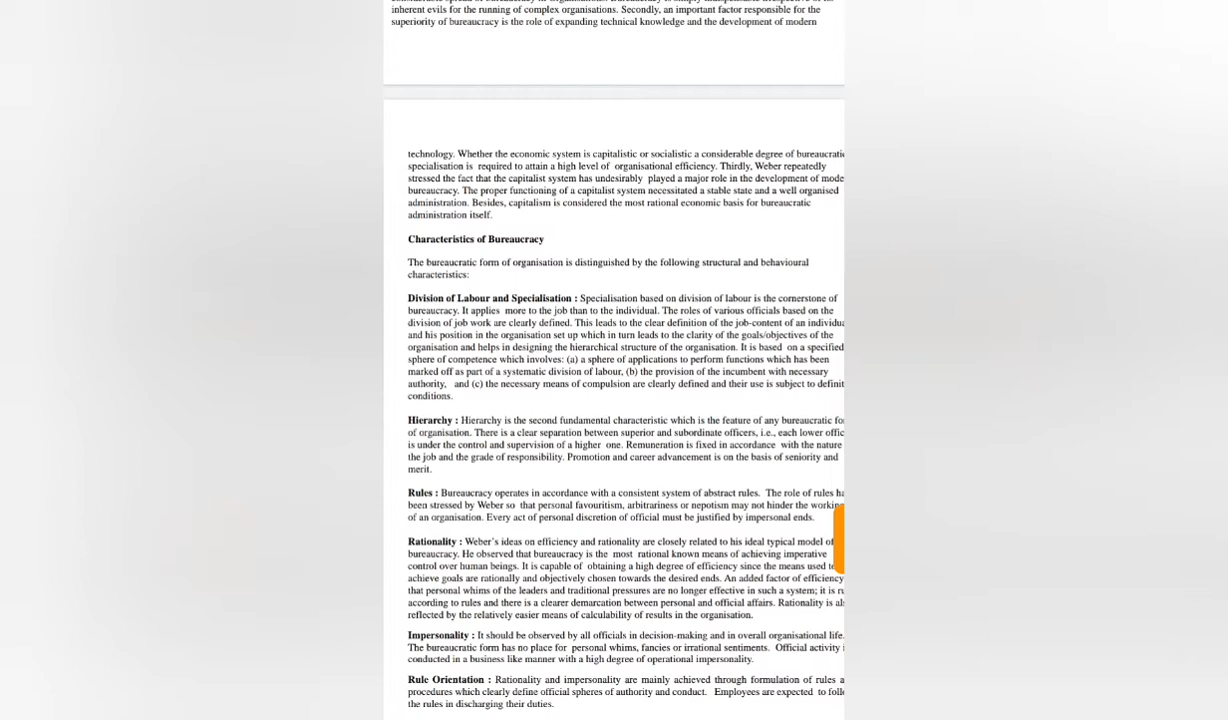 inherent evils for the running of complex organisations. Secondly, an important factor responsible for the
superiority of bureaucracy is the role of expanding technical knowledge and the development of modern
technology. Whether the economic system is capitalistic or socialistic a considerable degree of bureaucratic
specialisation is required to attain a high level of organisational efficiency. Thirdly, Weber repeatedly
stressed the fact that the capitalist system has undesirably played a major role in the development of mode
bureaucracy. The proper functioning of a capitalist system necessitated a stable state and a well organised
administration. Besides, capitalism is considered the most rational economic basis for bureaucratic
administration itself.
Characteristics of Bureaucracy
The bureaucratic form of organisation is distinguished by the following structural and behavioural
characteristics:
Division of Labour and Specialisation : Specialisation based on division of labour is the cornerstone of
bureaucracy. It applies more to the job than to the individual. The roles of various officials based on the
division of job work are clearly defined. This leads to the clear definition of the job-content of an individua
and his position in the organisation set up which in turn leads to the clarity of the goals/objectives of the
organisation and helps in designing the hierarchical structure of the organisation. It is based on a specified
sphere of competence which involves: (a) a sphere of applications to perform functions which has been
marked off as part of a systematic division of labour, (b) the provision of the incumbent with necessary
authority, and (c) the necessary means of compulsion are clearly defined and their use is subject to definit
conditions.
Hierarchy : Hierarchy is the second fundamental characteristic which is the feature of any bureaucratic fo
of organisation. There is a clear separation between superior and subordinate officers, i.e., each lower offic
is under the control and supervision of a higher one. Remuneration is fixed in accordance with the nature
the job and the grade of responsibility. Promotion and career advancement is on the basis of seniority and
merit.
Rules : Bureaucracy operates in accordance with a consistent system of abstract rules. The role of rules ha
been stressed by Weber so that personal favouritism, arbitrariness or nepotism may not hinder the working
of an organisation. Every act of personal discretion of official must be justified by impersonal ends.
Rationality : Weber's ideas on efficiency and rationality are closely related to his ideal typical model of
bureaucracy. He observed that bureaucracy is the most rational known means of achieving imperative
control over human beings. It is capable of obtaining a high degree of efficiency since the means used t
achieve goals are rationally and objectively chosen towards the desired ends. An added factor of efficiency
that personal whims of the leaders and traditional pressures are no longer effective in such a system; it is ru
according to rules and there is a clearer demarcation between personal and official affairs. Rationality is als
reflected by the relatively easier means of calculability of results in the organisation.
Impersonality : It should be observed by all officials in decision-making and in overall organisational life.
The bureaucratic form has no place for personal whims, fancies or irrational sentiments. Official activity i
conducted in a business like manner with a high degree of operational impersonality.
Rule Orientation : Rationality and impersonality are mainly achieved through formulation of rules a
procedures which clearly define official spheres of authority and conduct. Employees are expected to foll
the rules in discharging their duties.